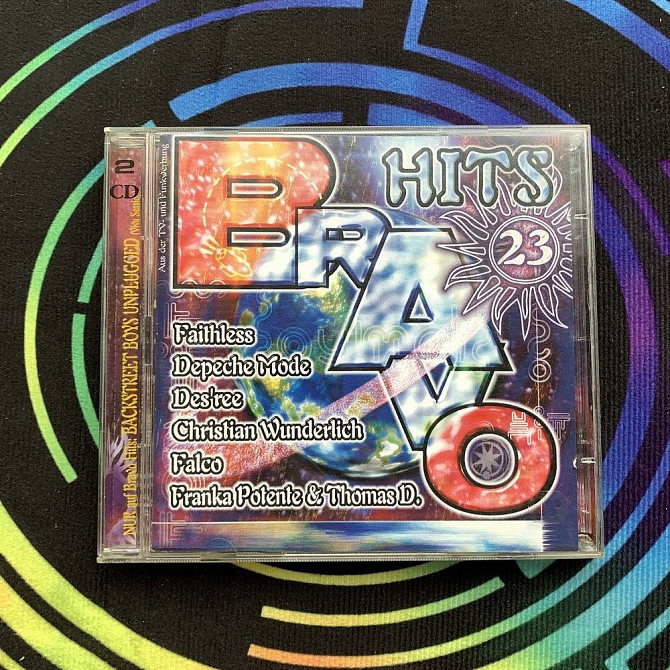 2
CD
NUR auf Bravo Hits: BACKSTREET BOYS UNPLUGGED
Aus der TV- und Funkwerbung
BRAVO
HITS
23
Faithless
Depeche Mode
Des'ree
Christian Wunderlich
Falco
Franka Potente & Thomas D.